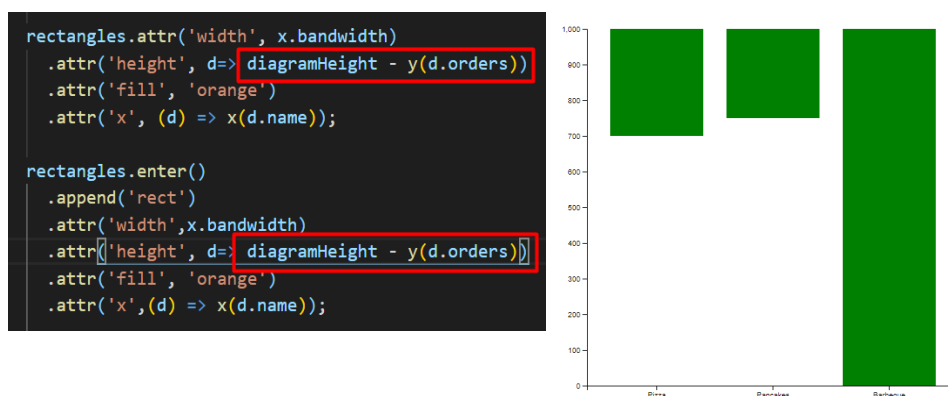 rectangles.attr('width', x.bandwidth)
.attr('height', d=> diagramHeight - y(d.orders))
.attr('fill', 'orange')
.attr('x', (d) => x(d.name));
rectangles.enter()
.append('rect')
.attr('width',x.bandwidth)
.attr('height', d=> diagramHeight - y(d.orders))
.attr('fill', 'orange')
.attr('x',(d) => x(d.name));
1,000
900
800
700
600
500
400
300
200
100
0
Pizza Pancakes Barbeque